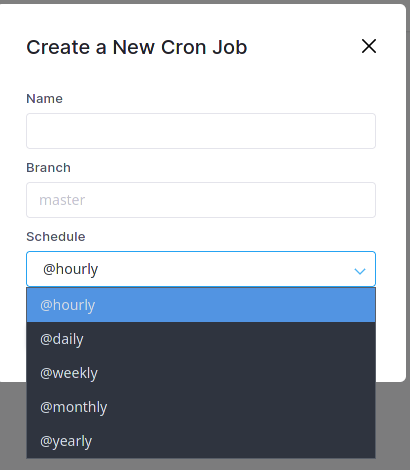 Create a New Cron Job
Name
Branch
master
Schedule
@hourly
@hourly
@daily
@weekly
@monthly
@yearly